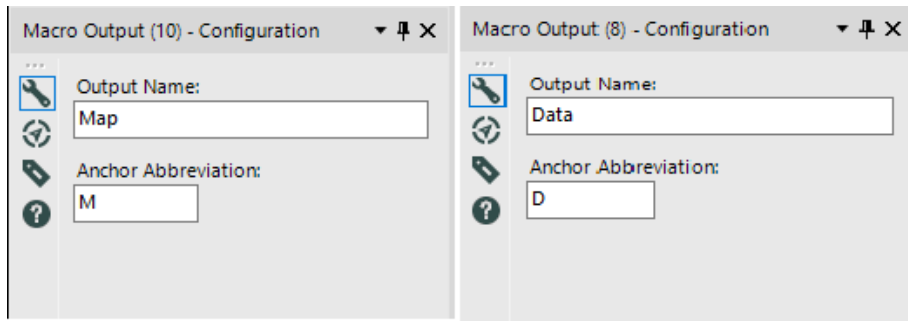 Macro Output (10) - Configuration
Output Name:
Map
Anchor Abbreviation:
M
Macro Output (8) - Configuration
Output Name:
Data
Anchor Abbreviation:
D